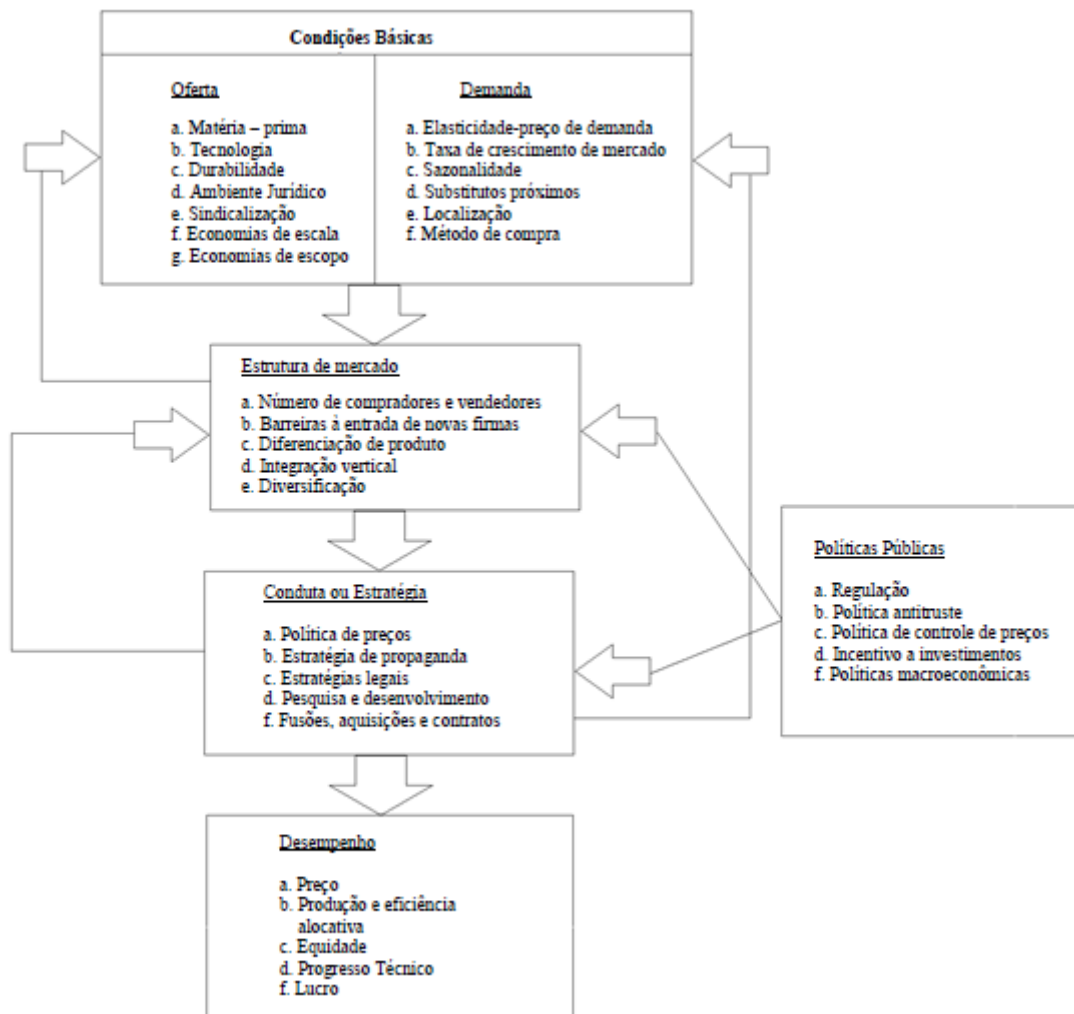 Condições Básicas
Oferta
a. Matéria – prima
b. Tecnologia
c. Durabilidade
d. Ambiente Jurídico
e. Sindicalização
f. Economias de escala
g. Economias de escopo
Demanda
a. Elasticidade-preço de demanda
b. Taxa de crescimento de mercado
c. Sazonalidade
d. Substitutos próximos
e. Localização
f. Método de compra
Estrutura de mercado
a. Número de compradores e vendedores
b. Barreiras à entrada de novas firmas
c. Diferenciação de produto
d. Integração vertical
e. Diversificação
Conduta ou Estratégia
a. Política de preços
b. Estratégia de propaganda
c. Estratégias legais
d. Pesquisa e desenvolvimento
f. Fusões, aquisições e contratos
Políticas Públicas
a. Regulação
b. Política antitruste
c. Política de controle de preços
d. Incentivo a investimentos
f. Políticas macroeconômicas
Desempenho
a. Preço
b. Produção e eficiência
alocativa
c. Equidade
d. Progresso Técnico
f. Lucro